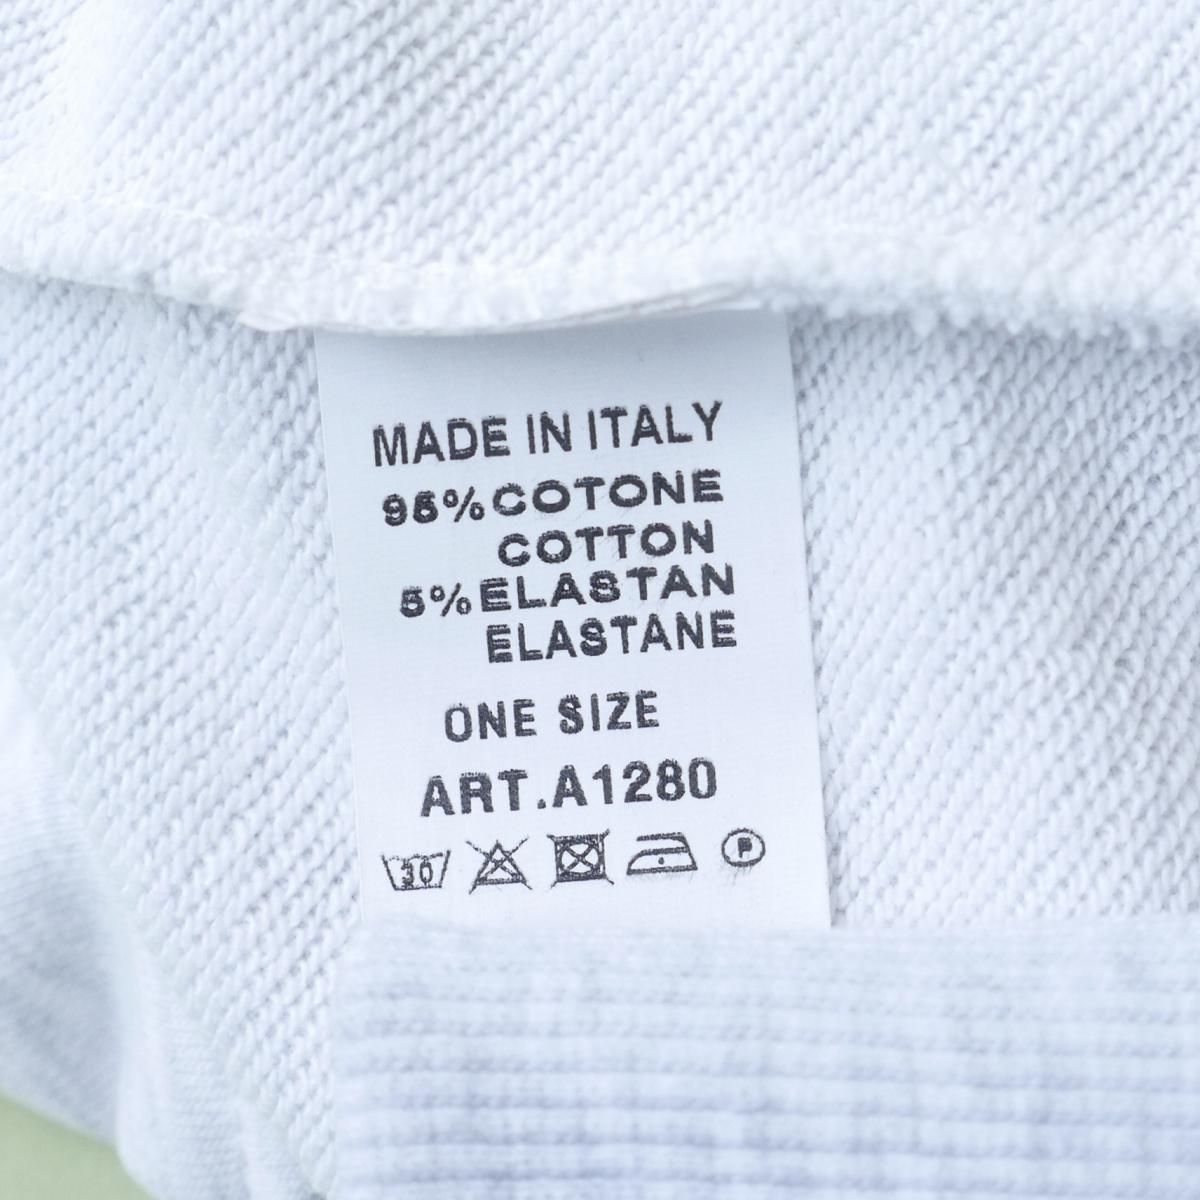 MADE IN ITALY
95% COTONE
COTTON
5% ELASTAN
ELASTANE
ONE SIZE
ART.A1280
30 P